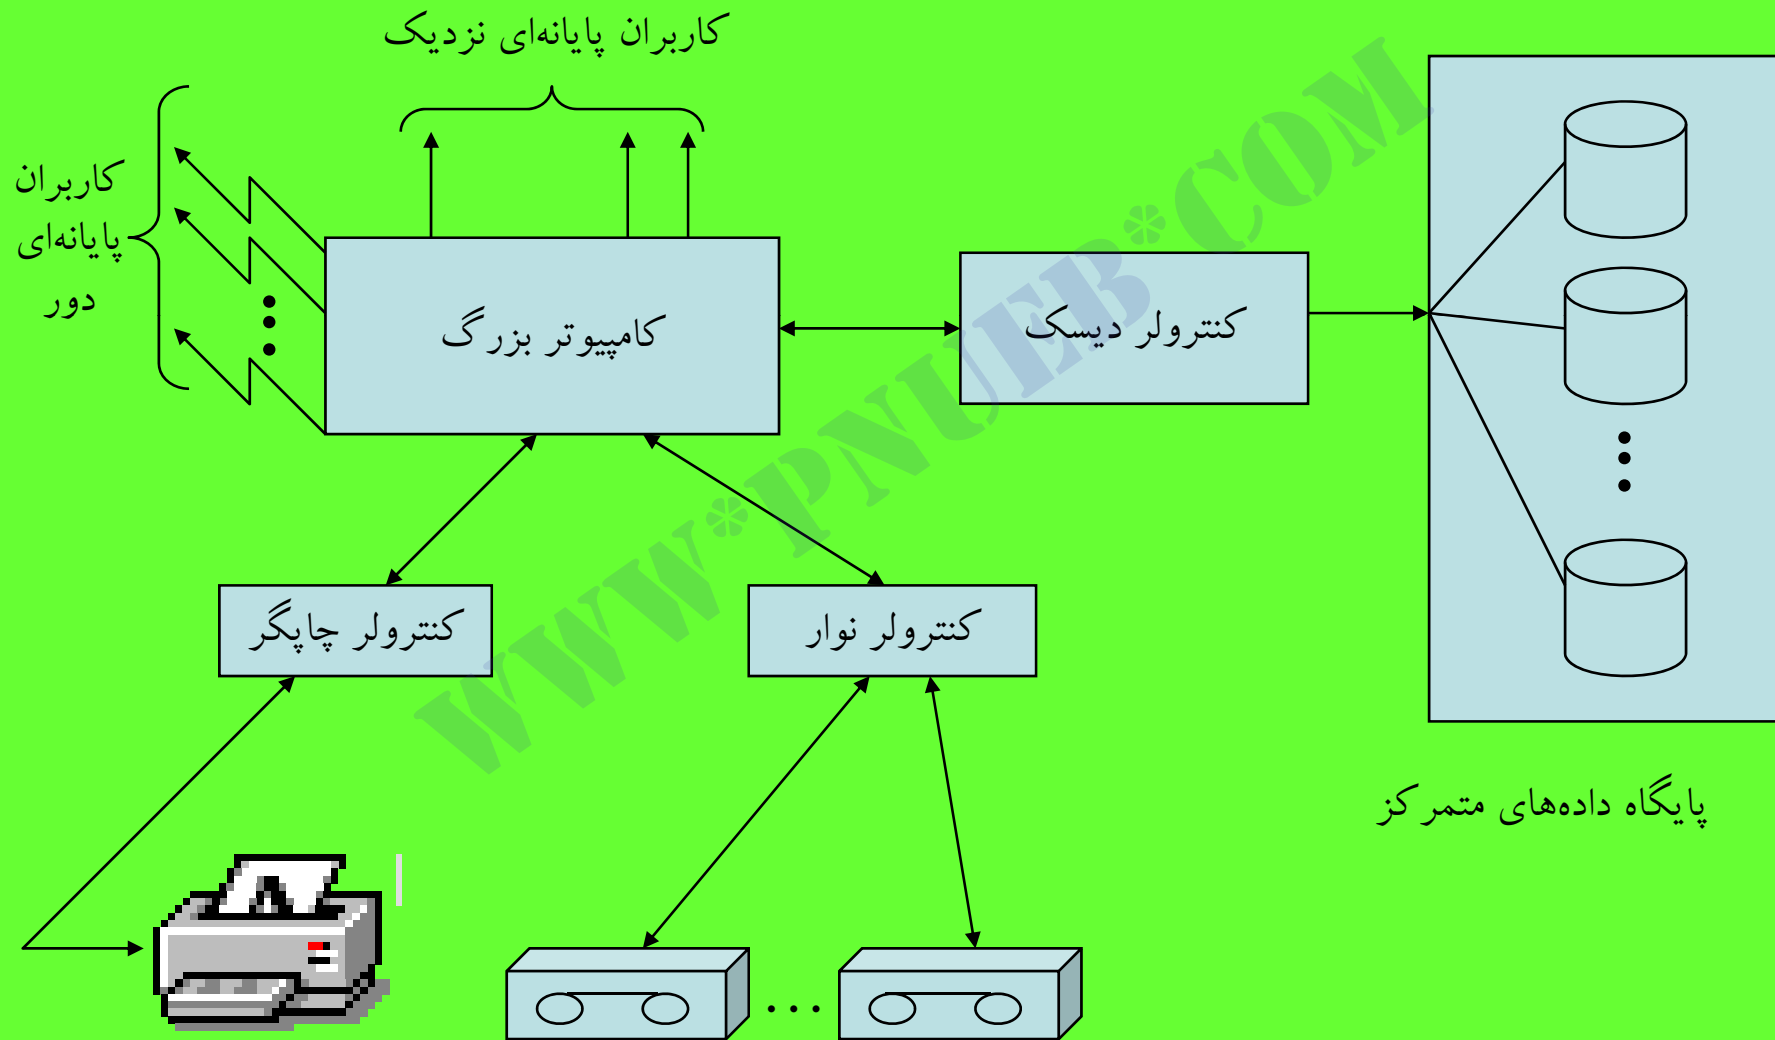 کاربران پایانه‌ای نزدیک
کاربران
پایانه‌ای
دور
کامپیوتر بزرگ
کنترولر دیسک
کنترولر چاپگر
کنترولر نوار
پایگاه داده‌های متمرکز
WWW*PNUEB*COM